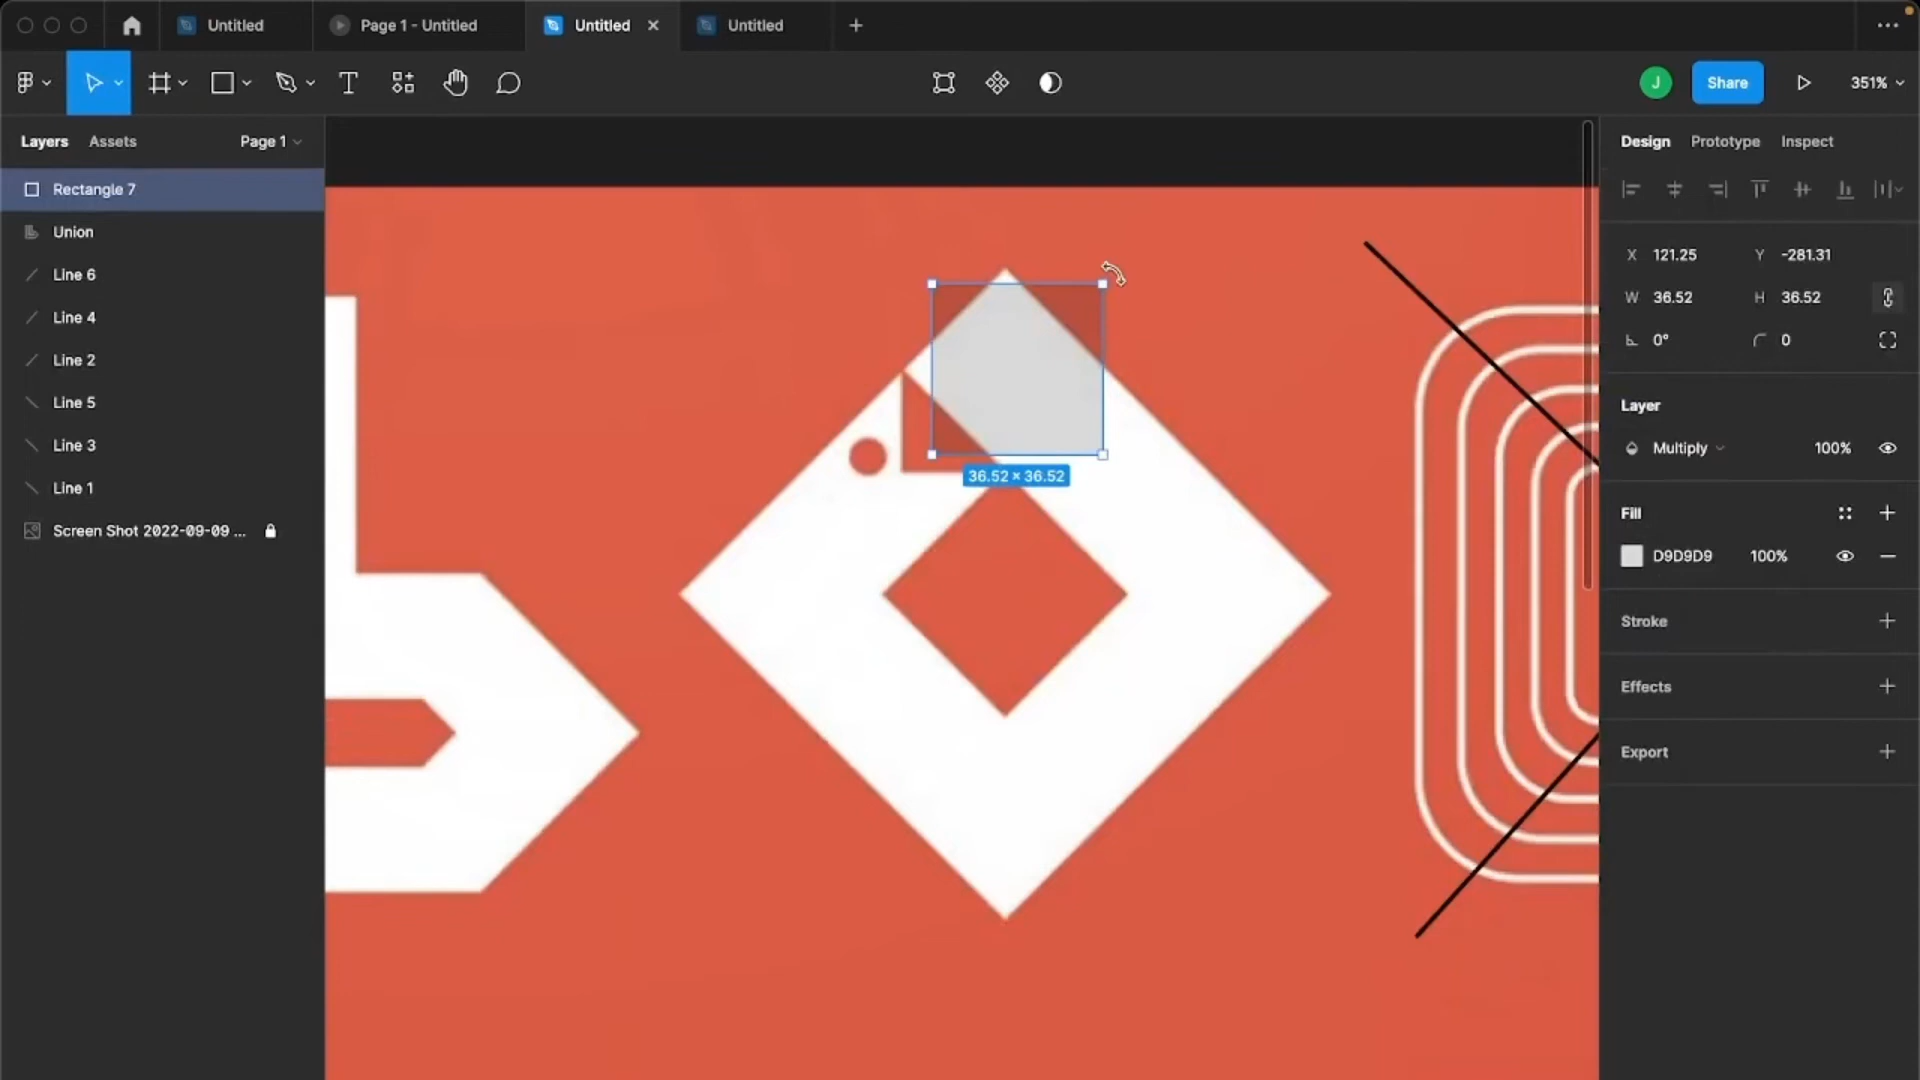 Untitled
Page 1 - Untitled
Untitled
Untitled
J
Share
351%
Layers
Assets
Page 1
Rectangle 7
Union
Line 6
Line 4
Line 2
Line 5
Line 3
Line 1
Screen Shot 2022-09-09 ...
36.52 × 36.52
Design
Prototype
Inspect
X 121.25
Y -281.31
W 36.52
H 36.52
0°
0
Layer
Multiply
100%
Fill
D9D9D9
100%
Stroke
Effects
Export